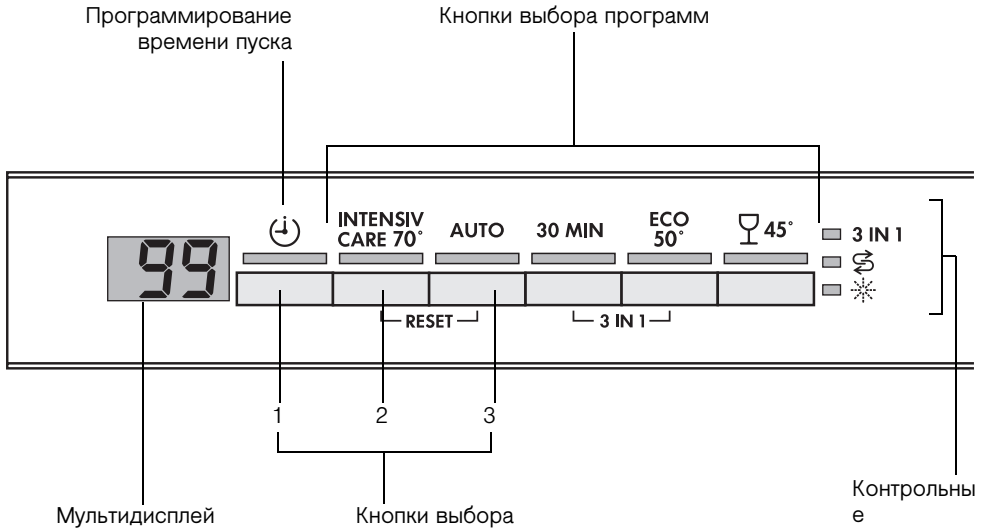 Программирование
времени пуска
Кнопки выбора программ
99
INTENSIV
CARE 70°
AUTO
30 MIN
ECO
50°
45°
3 IN 1
RESET
3 IN 1
1
2
3
Мультидисплей
Кнопки выбора
Контрольны
е